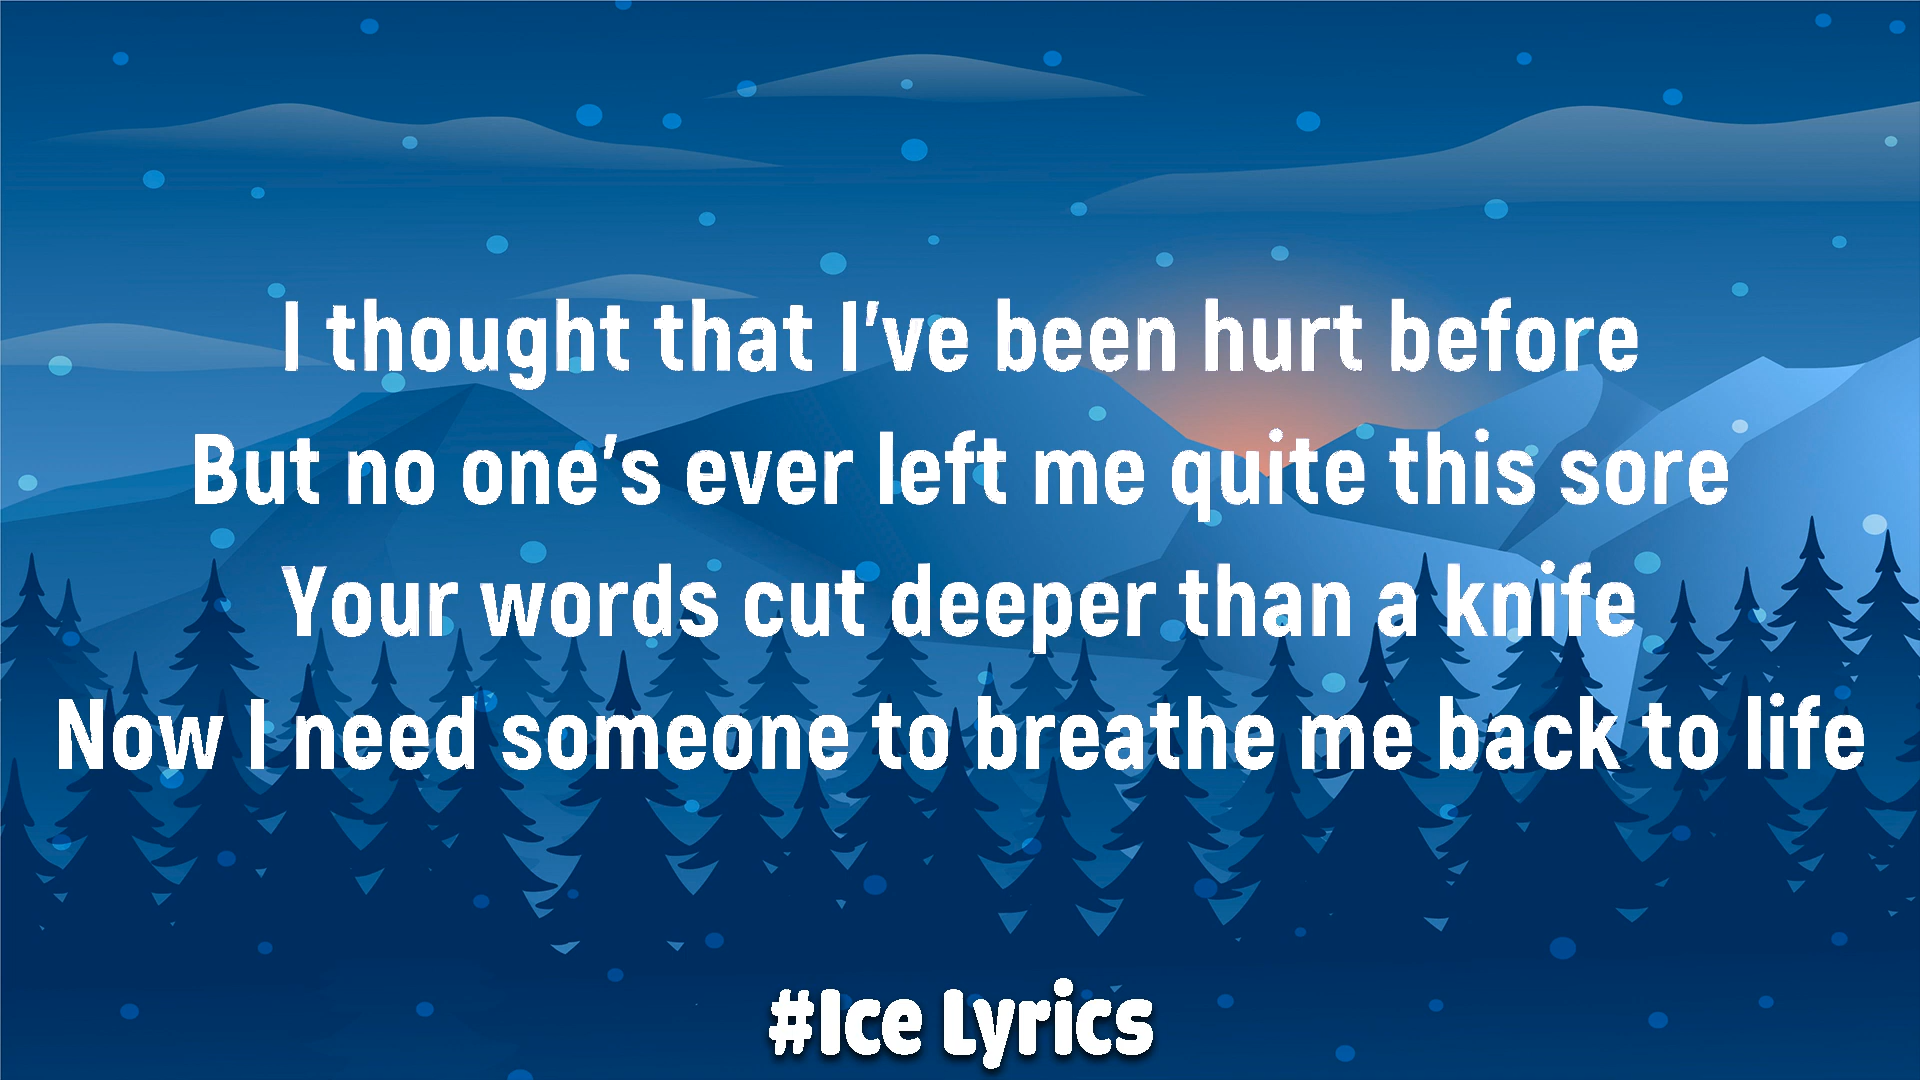 I thought that I've been hurt before
But no one's ever left me quite this sore
Your words cut deeper than a knife
Now I need someone to breathe me back to life
#Ice Lyrics